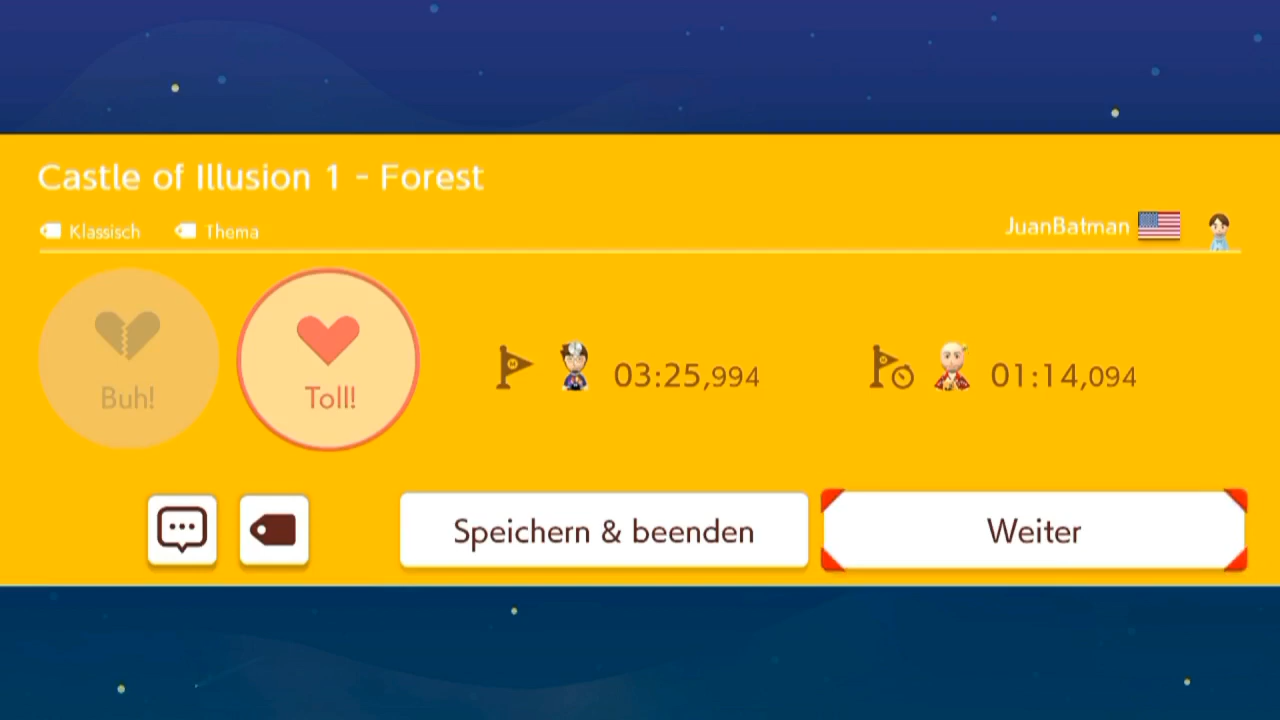 Castle of Illusion 1 - Forest
Klassisch Thema
JuanBatman
Buh!
Toll!
03:25,994
01:14,094
Speichern & beenden
Weiter